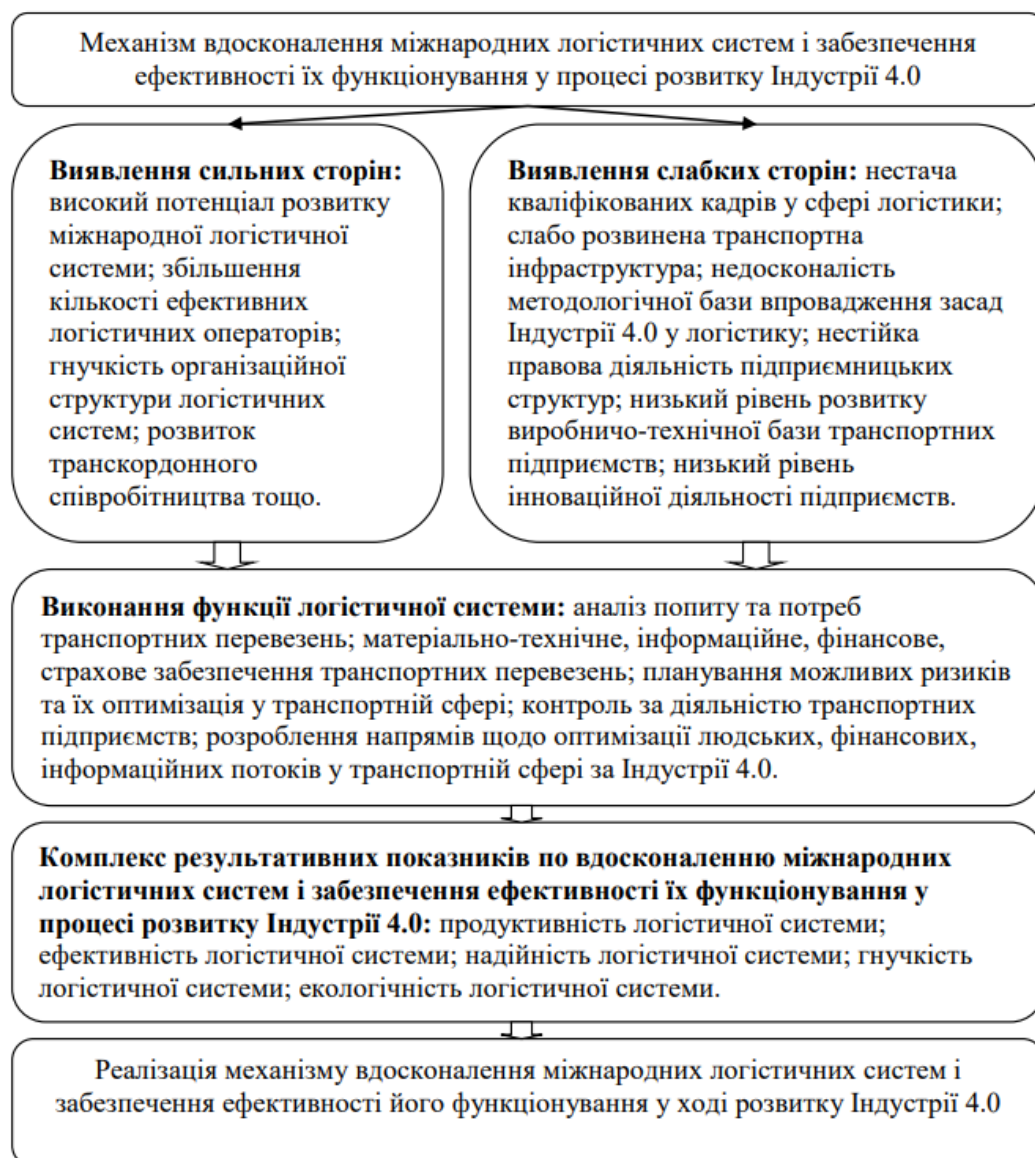 Механізм вдосконалення міжнародних логістичних систем і забезпечення
ефективності їх функціонування у процесі розвитку Індустрії 4.0
Виявлення сильних сторін:
високий потенціал розвитку
міжнародної логістичної
системи; збільшення
кількості ефективних
логістичних операторів;
гнучкість організаційної
структури логістичних
систем; розвиток
транскордонного
співробітництва тощо.
Виявлення слабких сторін: нестача
кваліфікованих кадрів у сфері логістики;
слабо розвинена транспортна
інфраструктура; недосконалість
методологічної бази впровадження засад
Індустрії 4.0 у логістику; нестійка
правова діяльність підприємницьких
структур; низький рівень розвитку
виробничо-технічної бази транспортних
підприємств; низький рівень
інноваційної діяльності підприємств.
Виконання функції логістичної системи: аналіз попиту та потреб
транспортних перевезень; матеріально-технічне, інформаційне, фінансове,
страхове забезпечення транспортних перевезень; планування можливих ризиків
та їх оптимізація у транспортній сфері; контроль за діяльністю транспортних
підприємств; розроблення напрямів щодо оптимізації людських, фінансових,
інформаційних потоків у транспортній сфері за Індустрії 4.0.
Комплекс результативних показників по вдосконаленню міжнародних
логістичних систем і забезпечення ефективності їх функціонування у
процесі розвитку Індустрії 4.0: продуктивність логістичної системи;
ефективність логістичної системи; надійність логістичної системи; гнучкість
логістичної системи; екологічність логістичної системи.
Реалізація механізму вдосконалення міжнародних логістичних систем і
забезпечення ефективності його функціонування у ході розвитку Індустрії 4.0